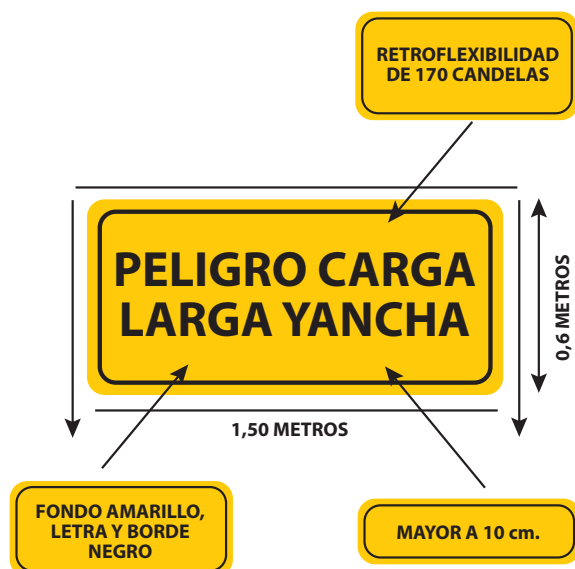 RETROFLEXIBILIDAD
DE 170 CANDELAS
PELIGRO CARGA
LARGA YANCHA
0,6 METROS
1,50 METROS
FONDO AMARILLO,
LETRA Y BORDE
NEGRO
MAYOR A 10 cm.